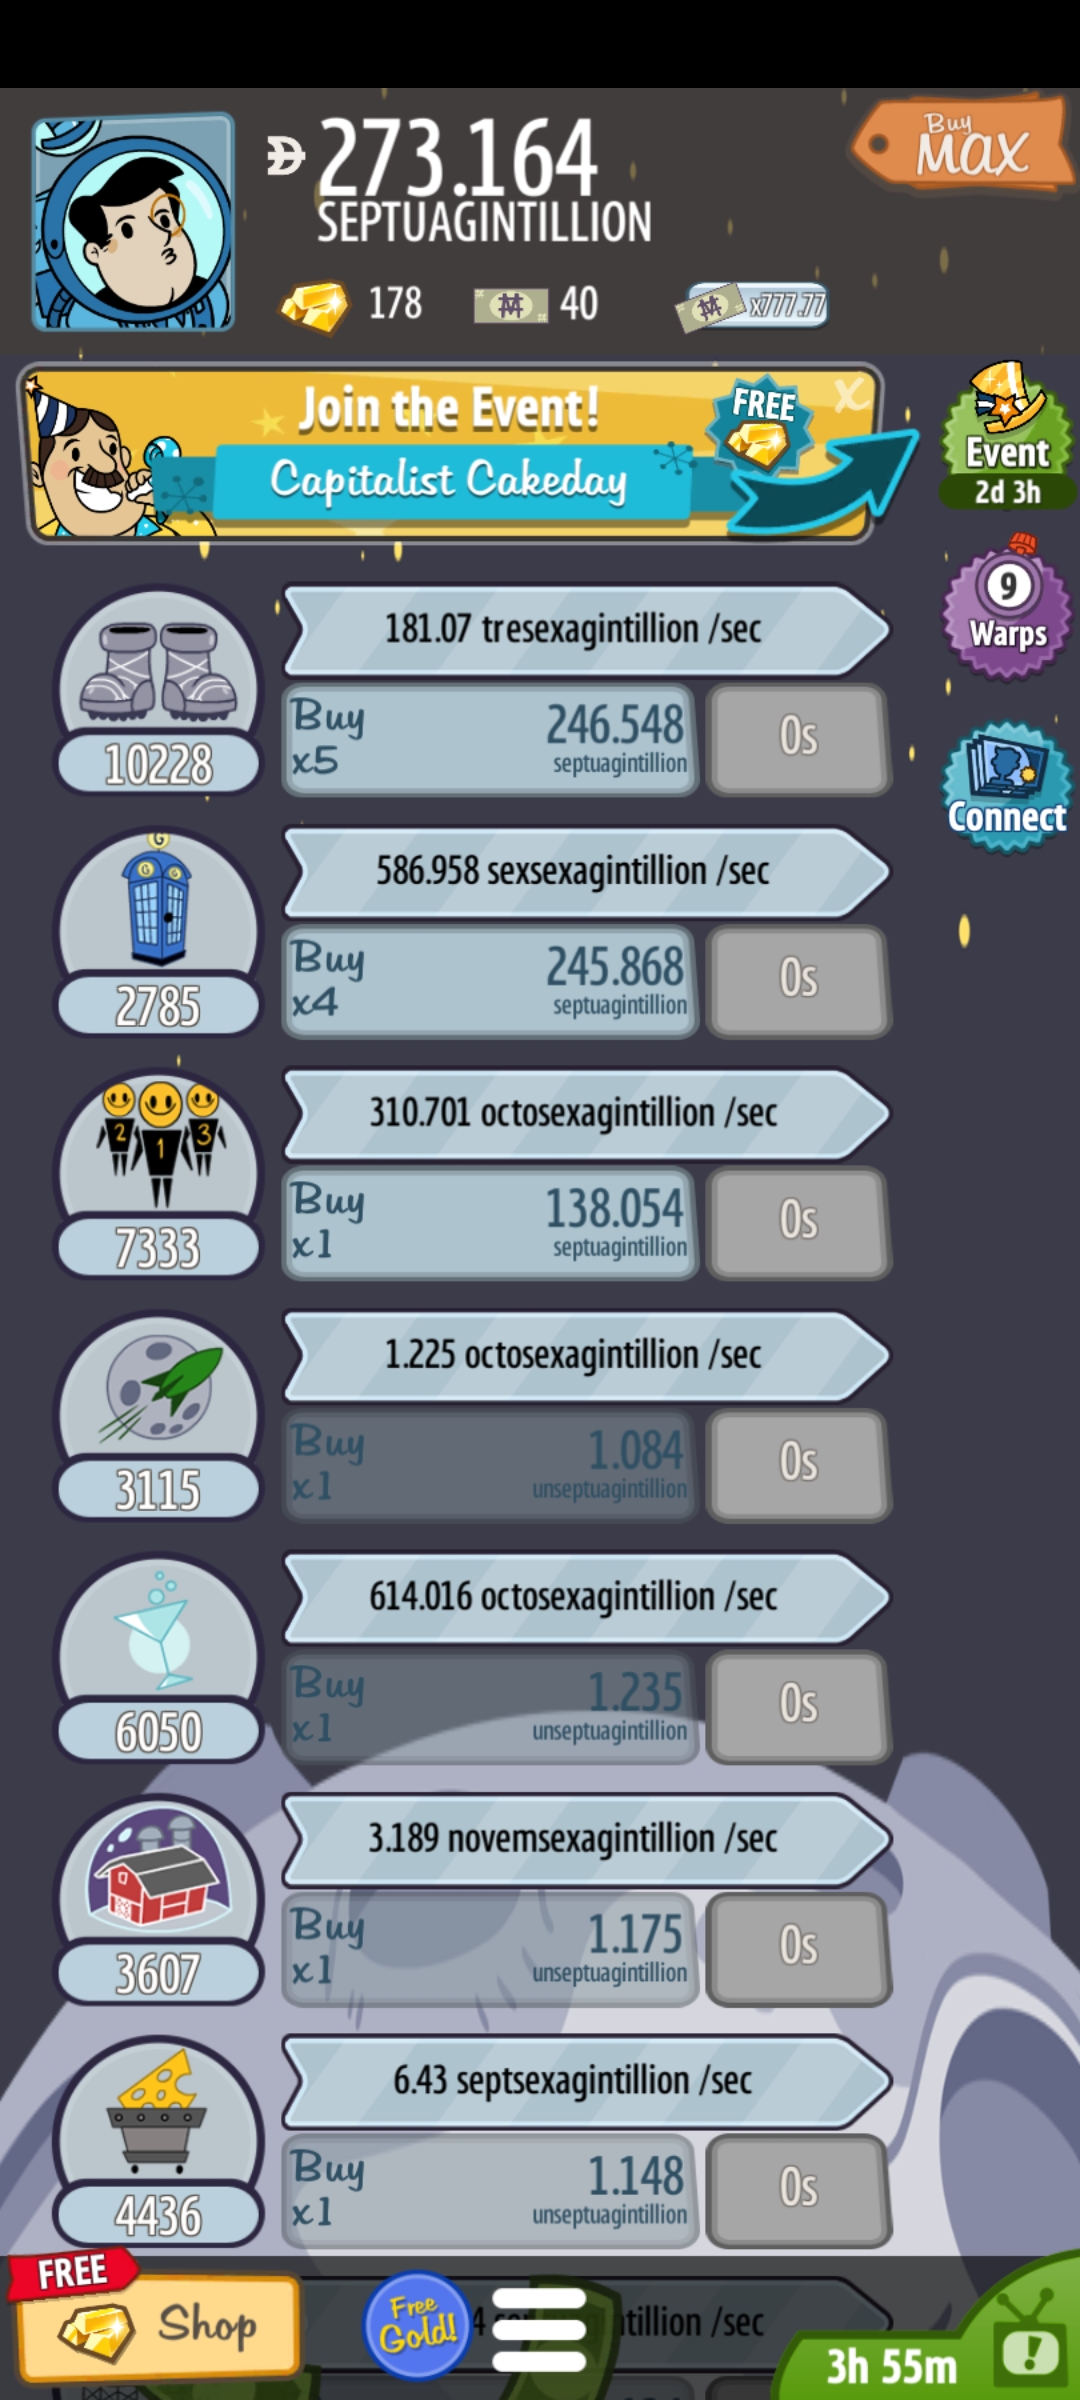 273.164
SEPTUAGINTILLION
Buy
MAX
178
40
x777.77
Join the Event!
Capitalist Cakeday
FREE
X
Event
2d 3h
9
Warps
Connect
181.07 tresexagintillion /sec
10228
Buy
x5
246.548
septuagintillion
0s
G
G G
586.958 sexsexagintillion /sec
2785
Buy
x4
245.868
septuagintillion
0s
2 1 3
310.701 octosexagintillion /sec
7333
Buy
x1
138.054
septuagintillion
0s
1.225 octosexagintillion /sec
3115
Buy
x1
1.084
unseptuagintillion
0s
614.016 octosexagintillion /sec
6050
Buy
x1
1.235
unseptuagintillion
0s
3.189 novemsexagintillion /sec
3607
Buy
x1
1.175
unseptuagintillion
0s
6.43 septsexagintillion /sec
4436
Buy
x1
1.148
unseptuagintillion
0s
FREE
Shop
Free
Gold!
/sec
3h 55m
!